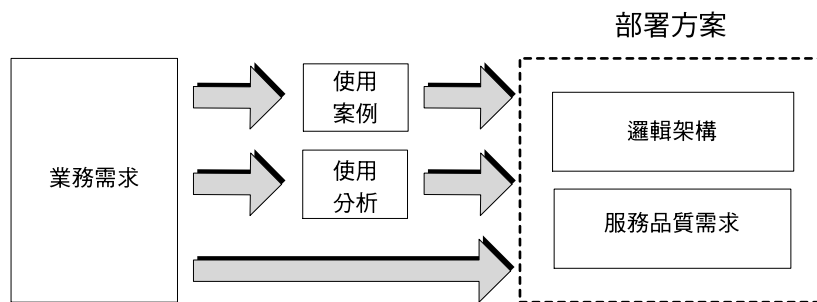 部署方案
業務需求
使用
案例
使用
分析
邏輯架構
服務品質需求